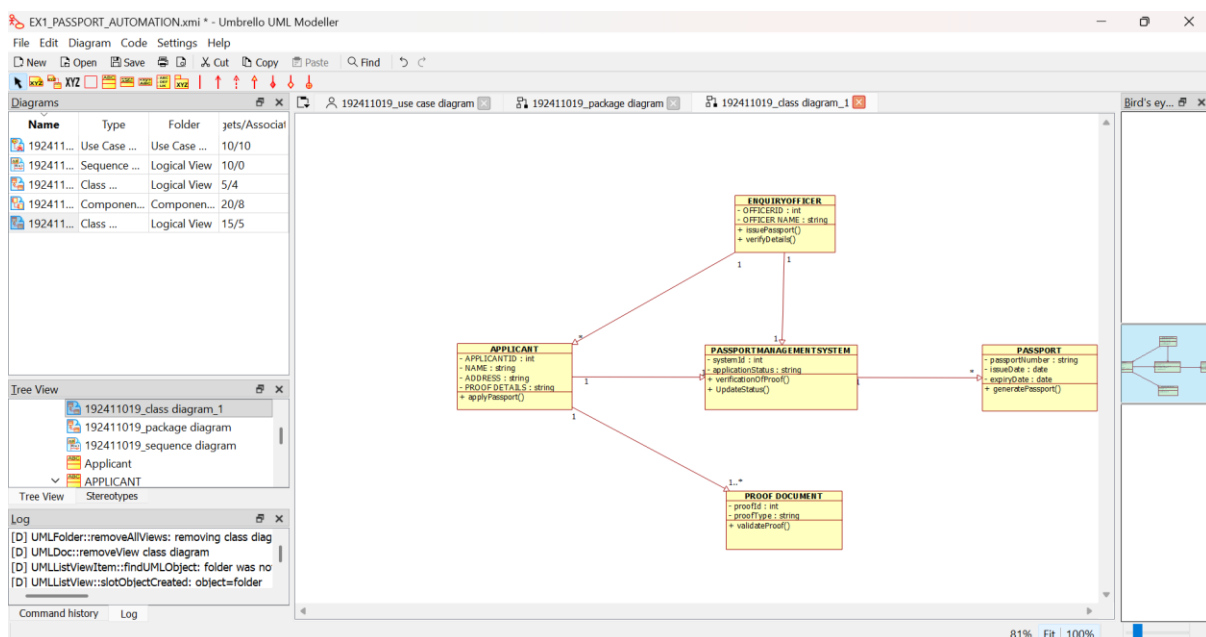 EX1_PASSPORT_AUTOMATION.xmi * - Umbrello UML Modeller
File Edit Diagram Code Settings Help
New Open Save Cut Copy Paste Find
XYZ
Diagrams
Name Type Folder gets/Associat
192411... Use Case ... Use Case ... 10/10
192411... Sequence ... Logical View 10/0
192411... Class ... Logical View 5/4
192411... Componen... Componen... 20/8
192411... Class ... Logical View 15/5
Tree View
192411019_class diagram_1
192411019_package diagram
192411019_sequence diagram
Applicant
APPLICANT
Tree View Stereotypes
Log
[D] UMLFolder::removeAllViews: removing class diag
[D] UMLDoc::removeView class diagram
[D] UMLListViewItem::findUMLObject: folder was no
[D] UMLListView::slotObjectCreated: object=folder
Command history Log
192411019_use case diagram 192411019_package diagram 192411019_class diagram_1
ENQUIRYOFFICER
- OFFICERID : int
- OFFICER NAME : string
+ issuePassport()
+ verifyDetails()
1
1
*
1
APPLICANT
- APPLICANTID : int
- NAME : string
- ADDRESS : string
- PROOF DETAILS : string
+ applyPassport()
1
1
PASSPORTMANAGEMENTSYSTEM
- systemId : int
- applicationStatus : string
+ verificationOfProof()
+ UpdateStatus()
1
*
PASSPORT
- passportNumber : string
- issueDate : date
- expiryDate : date
+ generatePassport()
1..*
PROOF DOCUMENT
- proofId : int
- proofType : string
+ validateProof()
Bird's ey...
81% Fit 100%